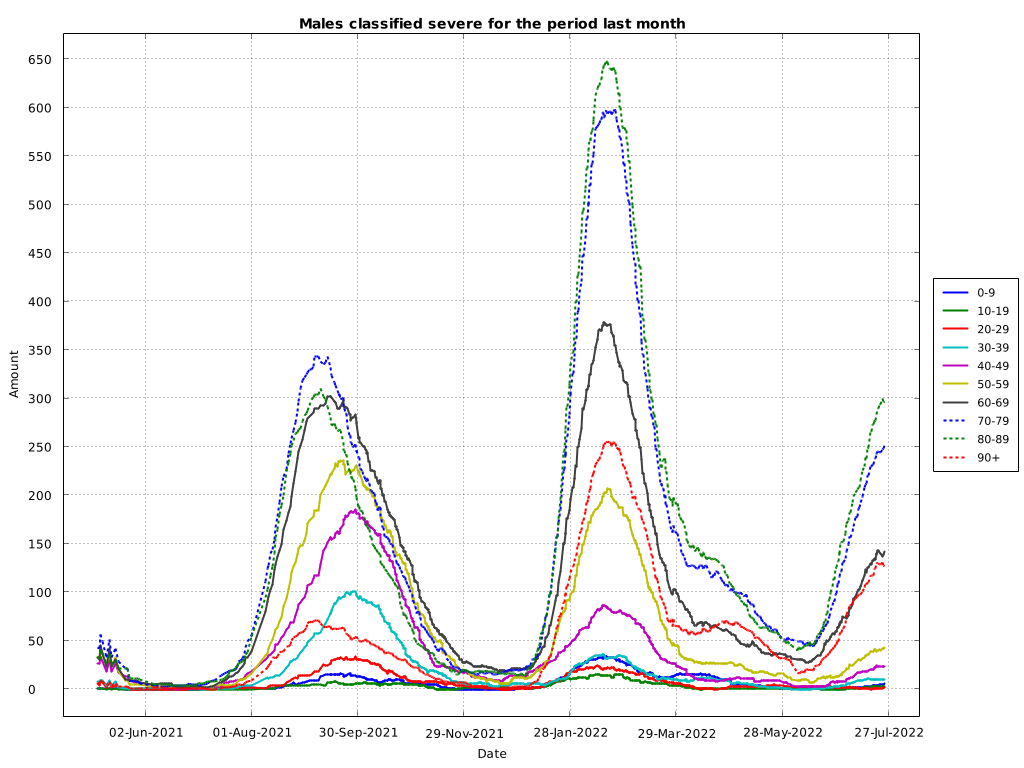 Males classified severe for the period last month
650
600
550
500
450
400
350
300
250
200
150
100
50
0
Amount
02-Jun-2021
01-Aug-2021
30-Sep-2021
29-Nov-2021
28-Jan-2022
29-Mar-2022
28-May-2022
27-Jul-2022
Date
0-9
10-19
20-29
30-39
40-49
50-59
60-69
70-79
80-89
90+